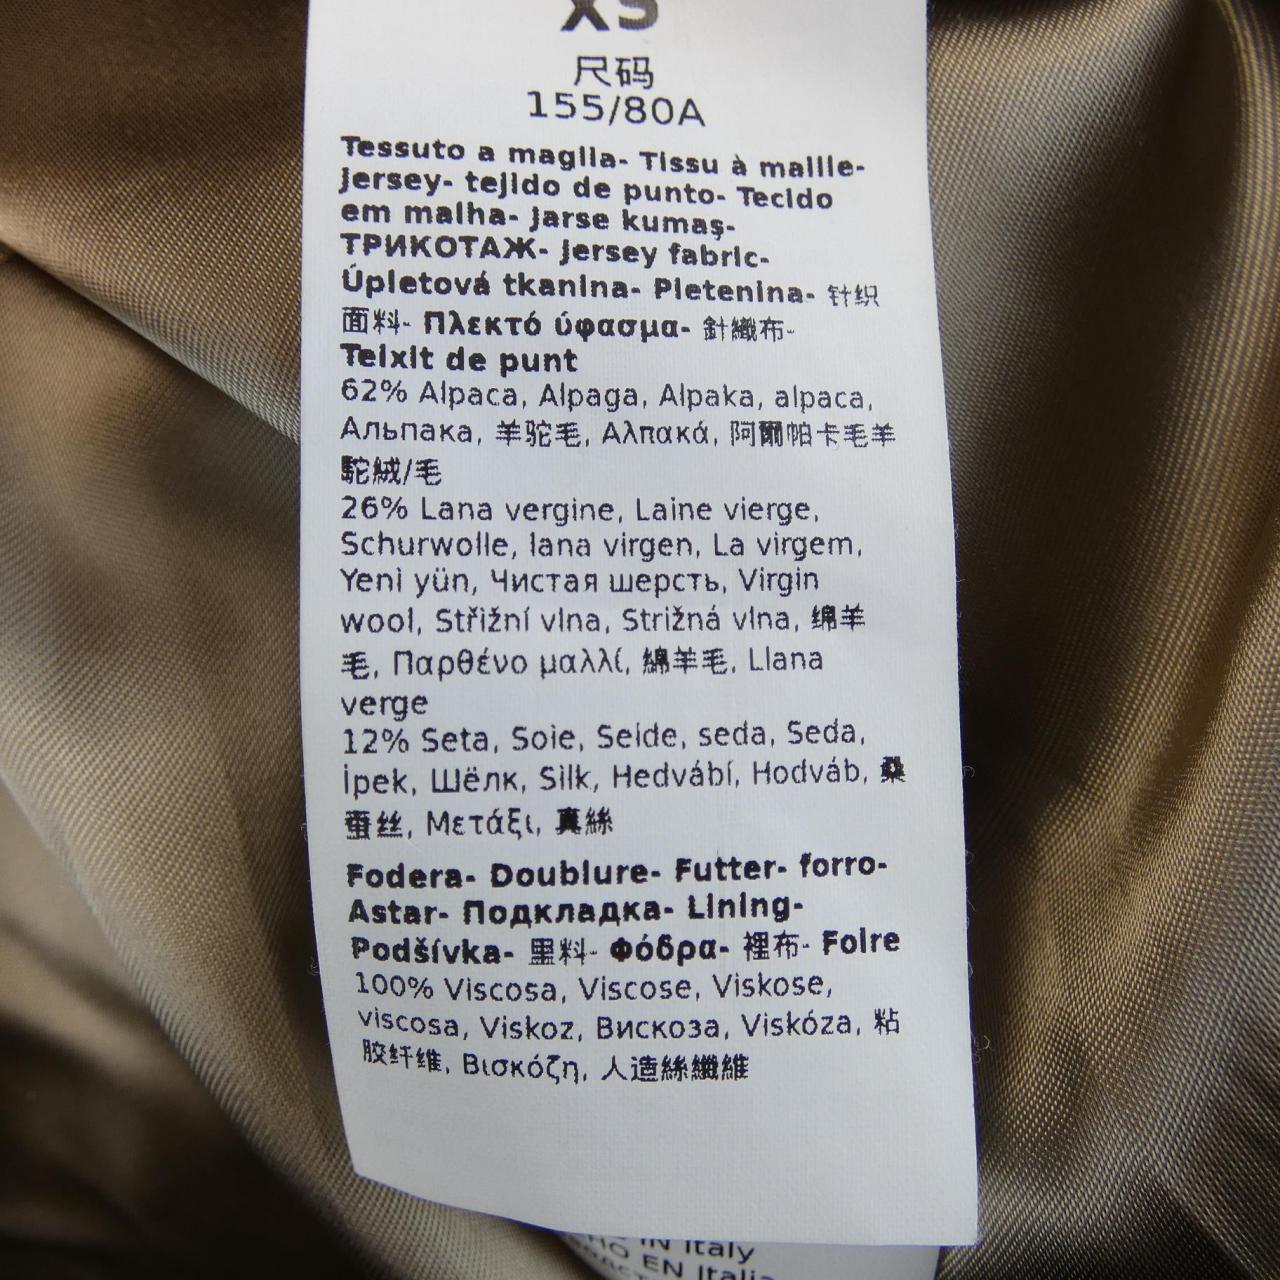 XS
尺码
155/80A
Tessuto a maglia- Tissu à maille-
Jersey- tejido de punto- Tecido
em malha- Jarse kumaş-
ТРИКОТАЖ- Jersey fabric-
Úpletová tkanina- Pletenina- 针织
面料- Πλεκτό ύφασμα- 針織布-
Teixit de punt
62% Alpaca, Alpaga, Alpaka, alpaca,
Альпака, 羊驼毛, Αλπακά, 阿爾帕卡毛羊
駝絨/毛
26% Lana vergine, Laine vierge,
Schurwolle, lana virgen, La virgem,
Yeni yün, Чистая шерсть, Virgin
wool, Střižní vlna, Strižná vlna, 绵羊
毛, Παρθένο μαλλί, 綿羊毛, Llana
verge
12% Seta, Soie, Seide, seda, Seda,
İpek, Шёлк, Silk, Hedvábí, Hodváb, 桑
蚕丝, Μετάξι, 真絲
Fodera- Doublure- Futter- forro-
Astar- Подкладка- Lining-
Podšívka- 里料- Φόδρα- 裡布- Folre
100% Viscosa, Viscose, Viskose,
viscosa, Viskoz, Вискоза, Viskóza, 粘
胶纤维, Βισκόζη, 人造絲纖維
IN Italy
EN Italia